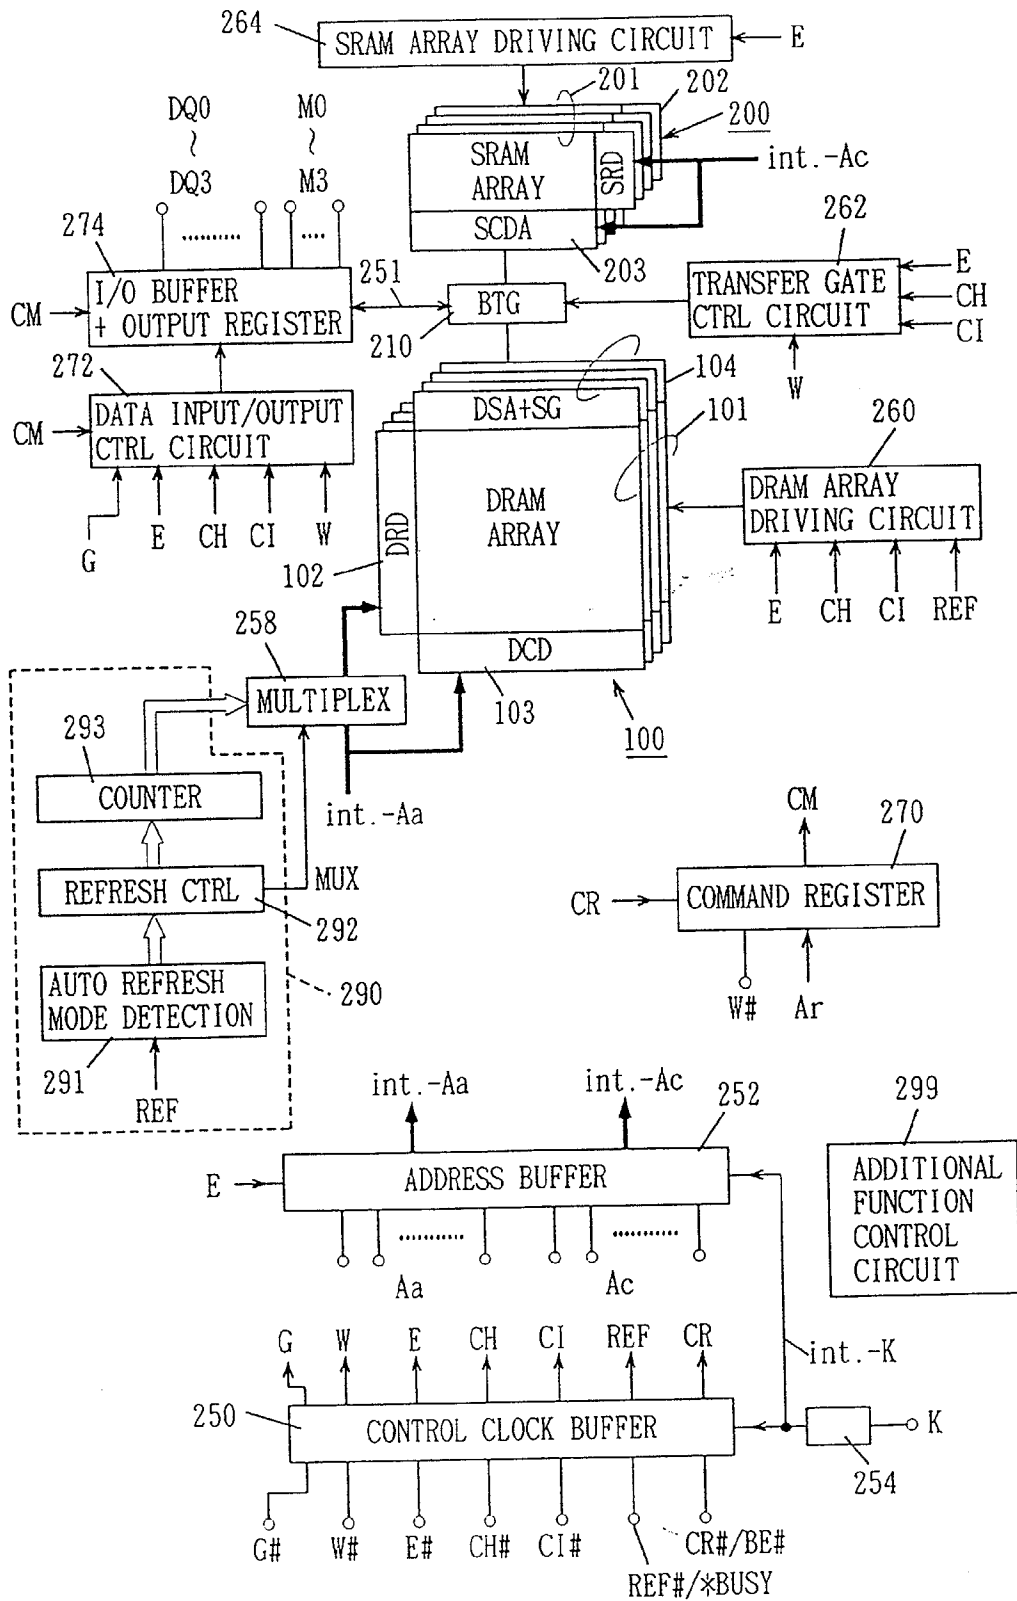 264
SRAM ARRAY DRIVING CIRCUIT
E
201
202
200
DQ0
~
DQ3
M0
~
M3
SRAM
ARRAY
SRD
int.-Ac
SCDA
203
274
I/O BUFFER
+ OUTPUT REGISTER
CM
251
BTG
210
262
TRANSFER GATE
CTRL CIRCUIT
E
CH
CI
W
272
DATA INPUT/OUTPUT
CTRL CIRCUIT
CM
G
E
CH
CI
W
104
DSA+SG
101
DRAM
ARRAY
DRD
102
DCD
103
100
260
DRAM ARRAY
DRIVING CIRCUIT
E
CH
CI
REF
258
MULTIPLEX
int.-Aa
293
COUNTER
REFRESH CTRL
MUX
292
AUTO REFRESH
MODE DETECTION
290
291
REF
CM
270
CR
COMMAND REGISTER
W#
Ar
int.-Aa
int.-Ac
252
E
ADDRESS BUFFER
Aa
Ac
299
ADDITIONAL
FUNCTION
CONTROL
CIRCUIT
G
W
E
CH
CI
REF
CR
int.-K
250
CONTROL CLOCK BUFFER
K
254
G#
W#
E#
CH#
CI#
CR#/BE#
REF#/*BUSY